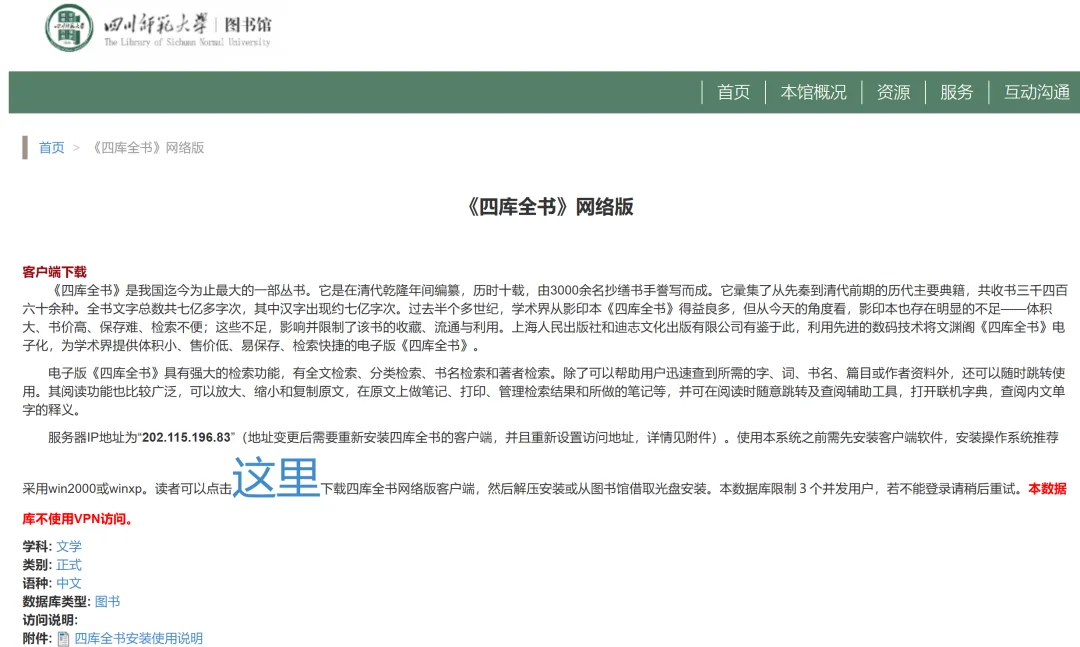 四川师范大学 图书馆
The Library of Sichuan Normal University
首页 本馆概况 资源 服务 互动沟通
首页 > 《四库全书》网络版
《四库全书》网络版
客户端下载
《四库全书》是我国迄今为止最大的一部丛书。它是在清代乾隆年间编纂，历时十载，由3000余名抄缮书手誊写而成。它彙集了从先秦到清代前期的历代主要典籍，共收书三千四百
六十余种。全书文字总数共七亿多字次，其中汉字出现约七亿字次。过去半个多世纪，学术界从影印本《四库全书》得益良多，但从今天的角度看，影印本也存在明显的不足——体积
大、书价高、保存难、检索不便；这些不足，影响并限制了该书的收藏、流通与利用。上海人民出版社和迪志文化出版有限公司有鉴于此，利用先进的数码技术将文渊阁《四库全书》电
子化，为学术界提供体积小、售价低、易保存、检索快捷的电子版《四库全书》。
电子版《四库全书》具有强大的检索功能，有全文检索、分类检索、书名检索和著者检索。除了可以帮助用户迅速查到所需的字、词、书名、篇目或作者资料外，还可以随时跳转使
用。其阅读功能也比较广泛，可以放大、缩小和复制原文，在原文上做笔记、打印、管理检索结果和所做的笔记等，并可在阅读时随意跳转及查阅辅助工具，打开联机字典，查阅内文单
字的释义。
服务器IP地址为“202.115.196.83”（地址变更后需要重新安装四库全书的客户端，并且重新设置访问地址，详情见附件）。使用本系统之前需先安装客户端软件，安装操作系统推荐
采用win2000或winxp。读者可以点击这里下载四库全书网络版客户端，然后解压安装或从图书馆借取光盘安装。本数据库限制３个并发用户，若不能登录请稍后重试。本数据
库不使用VPN访问。
学科: 文学
类别: 正式
语种: 中文
数据库类型: 图书
访问说明:
附件: 四库全书安装使用说明